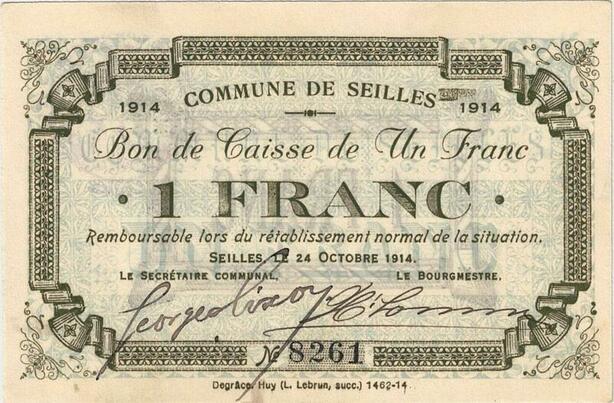 COMMUNE DE SEILLES
1914 1914
Bon de Caisse de Un Franc
· 1 FRANC ·
Remboursable lors du rétablissement normal de la situation.
SEILLES, LE 24 OCTOBRE 1914.
LE SECRÉTAIRE COMMUNAL, LE BOURGMESTRE.
No 8261
Degrâce, Huy (L. Lebrun, succ.) 1462-14.